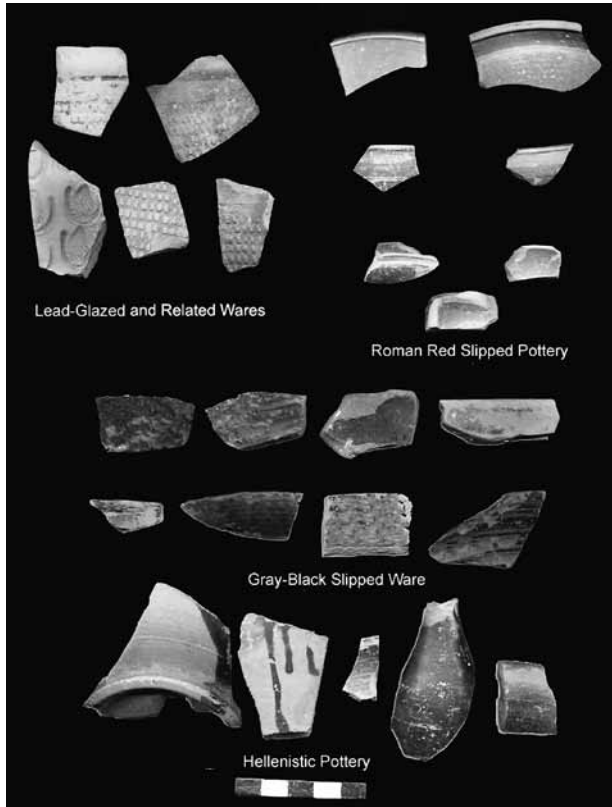 Lead-Glazed and Related Wares
Roman Red Slipped Pottery
Gray-Black Slipped Ware
Hellenistic Pottery